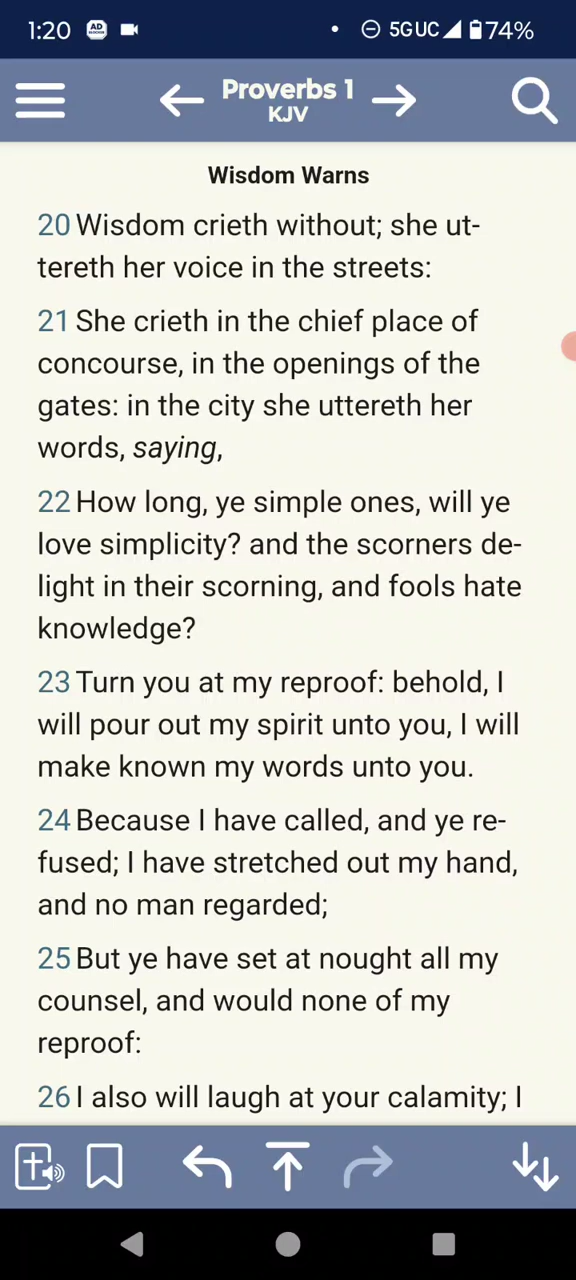 1:20 AD 5GUC 74%
Proverbs 1
KJV
Wisdom Warns
20 Wisdom crieth without; she ut-
tereth her voice in the streets:
21 She crieth in the chief place of
concourse, in the openings of the
gates: in the city she uttereth her
words, saying,
22 How long, ye simple ones, will ye
love simplicity? and the scorners de-
light in their scorning, and fools hate
knowledge?
23 Turn you at my reproof: behold, I
will pour out my spirit unto you, I will
make known my words unto you.
24 Because I have called, and ye re-
fused; I have stretched out my hand,
and no man regarded;
25 But ye have set at nought all my
counsel, and would none of my
reproof:
26 I also will laugh at your calamity; I